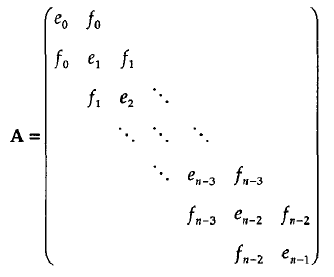 e₀ f₀
f₀ e₁ f₁
f₁ e₂ ⋱
A = ⋱ ⋱ ⋱
⋱ eₙ₋₃ fₙ₋₃
fₙ₋₃ eₙ₋₂ fₙ₋₂
fₙ₋₂ eₙ₋₁